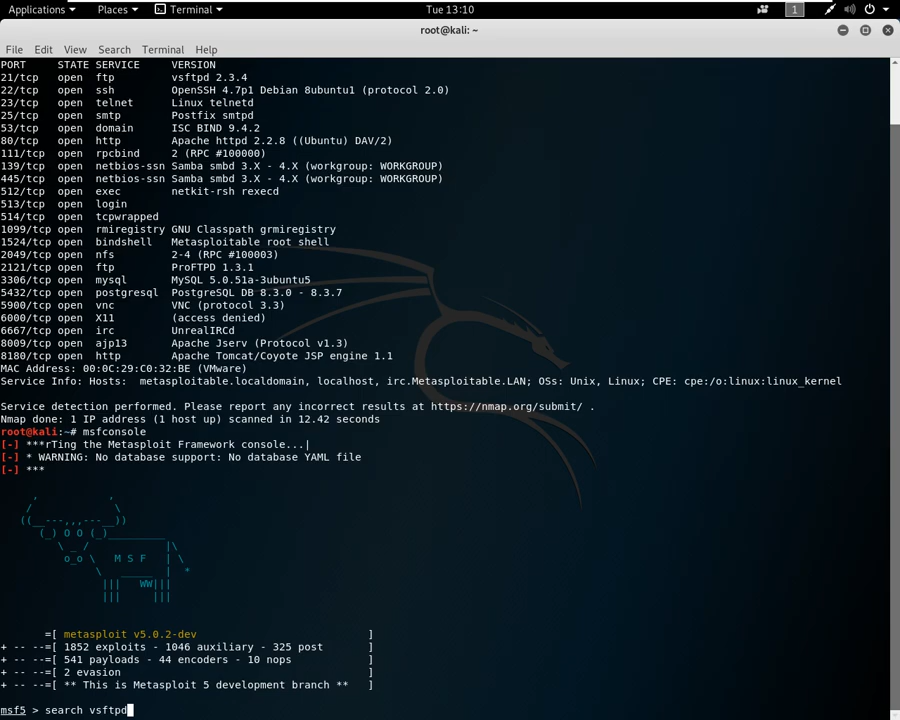 Applications Places Terminal Tue 13:10 1
root@kali: ~
File Edit View Search Terminal Help
PORT     STATE SERVICE     VERSION
21/tcp   open  ftp         vsftpd 2.3.4
22/tcp   open  ssh         OpenSSH 4.7p1 Debian 8ubuntu1 (protocol 2.0)
23/tcp   open  telnet      Linux telnetd
25/tcp   open  smtp        Postfix smtpd
53/tcp   open  domain      ISC BIND 9.4.2
80/tcp   open  http        Apache httpd 2.2.8 ((Ubuntu) DAV/2)
111/tcp  open  rpcbind     2 (RPC #100000)
139/tcp  open  netbios-ssn Samba smbd 3.X - 4.X (workgroup: WORKGROUP)
445/tcp  open  netbios-ssn Samba smbd 3.X - 4.X (workgroup: WORKGROUP)
512/tcp  open  exec        netkit-rsh rexecd
513/tcp  open  login
514/tcp  open  tcpwrapped
1099/tcp open  rmiregistry GNU Classpath grmiregistry
1524/tcp open  bindshell   Metasploitable root shell
2049/tcp open  nfs         2-4 (RPC #100003)
2121/tcp open  ftp         ProFTPD 1.3.1
3306/tcp open  mysql       MySQL 5.0.51a-3ubuntu5
5432/tcp open  postgresql  PostgreSQL DB 8.3.0 - 8.3.7
5900/tcp open  vnc         VNC (protocol 3.3)
6000/tcp open  X11         (access denied)
6667/tcp open  irc         UnrealIRCd
8009/tcp open  ajp13       Apache Jserv (Protocol v1.3)
8180/tcp open  http        Apache Tomcat/Coyote JSP engine 1.1
MAC Address: 00:0C:29:C0:32:BE (VMware)
Service Info: Hosts:  metasploitable.localdomain, localhost, irc.Metasploitable.LAN; OSs: Unix, Linux; CPE: cpe:/o:linux:linux_kernel
Service detection performed. Please report any incorrect results at https://nmap.org/submit/ .
Nmap done: 1 IP address (1 host up) scanned in 12.42 seconds
root@kali:~# msfconsole
[-] ***rTing the Metasploit Framework console...|
[-] * WARNING: No database support: No database YAML file
[-] ***
     ,           ,
    /             \
   ((__---,,,---__))
      (_) O O (_)_________
         \ _ /            |\
          o_o \   M S F   | \
               \   _____  |  *
                |||   WW|||
                |||     |||
       =[ metasploit v5.0.2-dev                           ]
+ -- --=[ 1852 exploits - 1046 auxiliary - 325 post       ]
+ -- --=[ 541 payloads - 44 encoders - 10 nops            ]
+ -- --=[ 2 evasion                                       ]
+ -- --=[ ** This is Metasploit 5 development branch **   ]
msf5 > search vsftpd